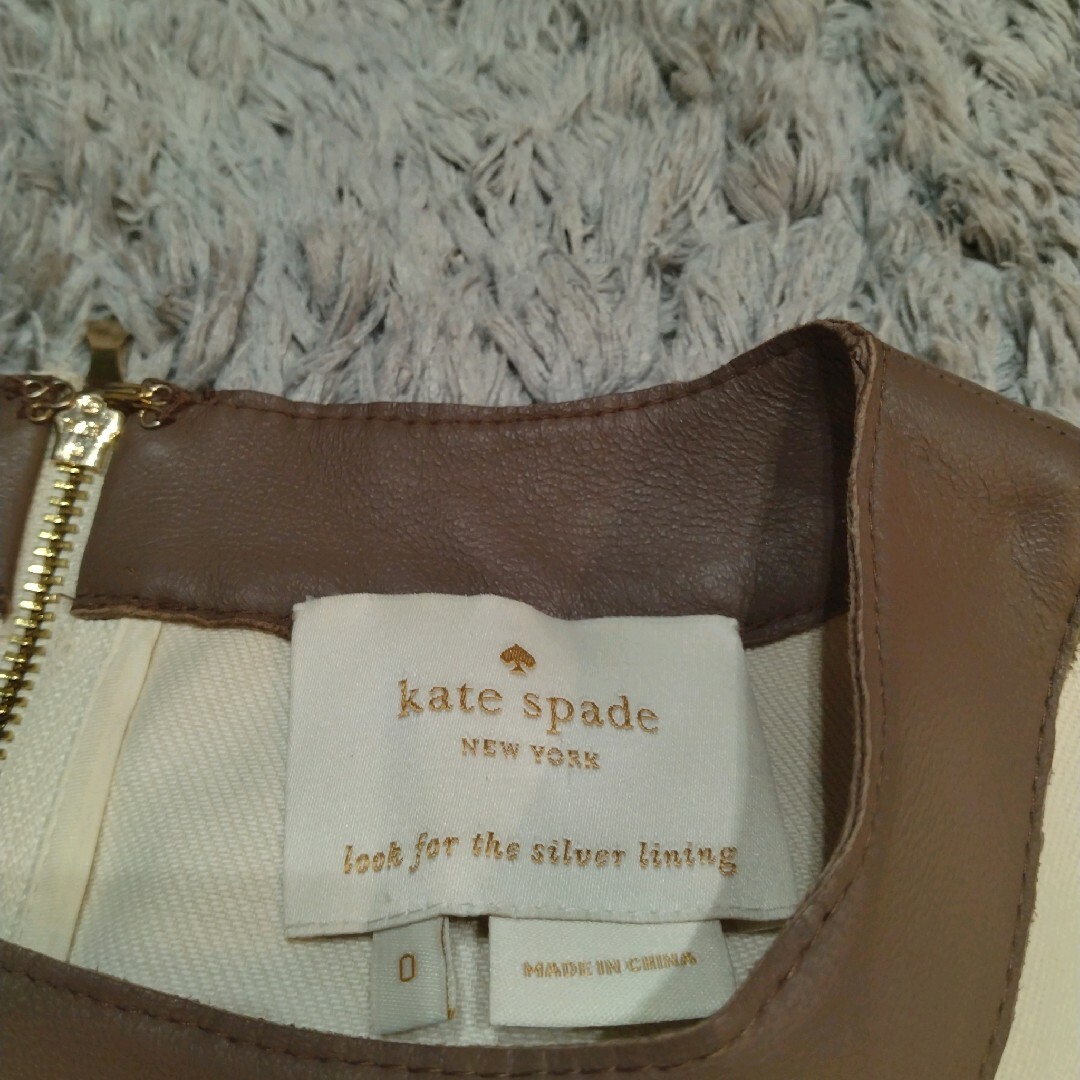 kate spade
NEW YORK
look for the silver lining
0
MADE IN CHINA